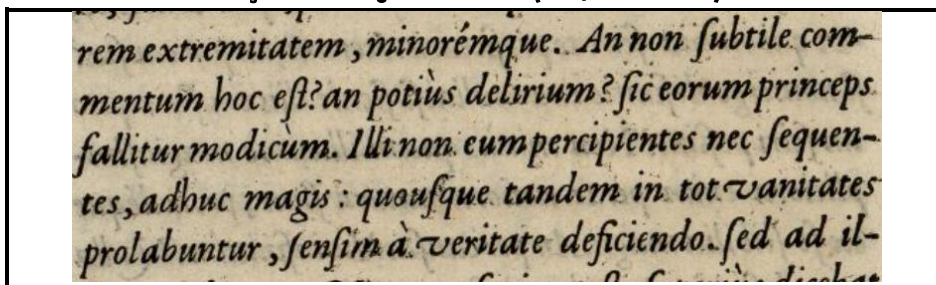 rem extremitatem, minorémque. An non ſubtile com-
mentum hoc eſt? an potiùs delirium? ſic eorum princeps
fallitur modicùm. Illi non eum percipientes nec ſequen-
tes, adhuc magis: quouſque tandem in tot vanitates
prolabuntur, ſenſim à veritate deficiendo. ſed ad il-